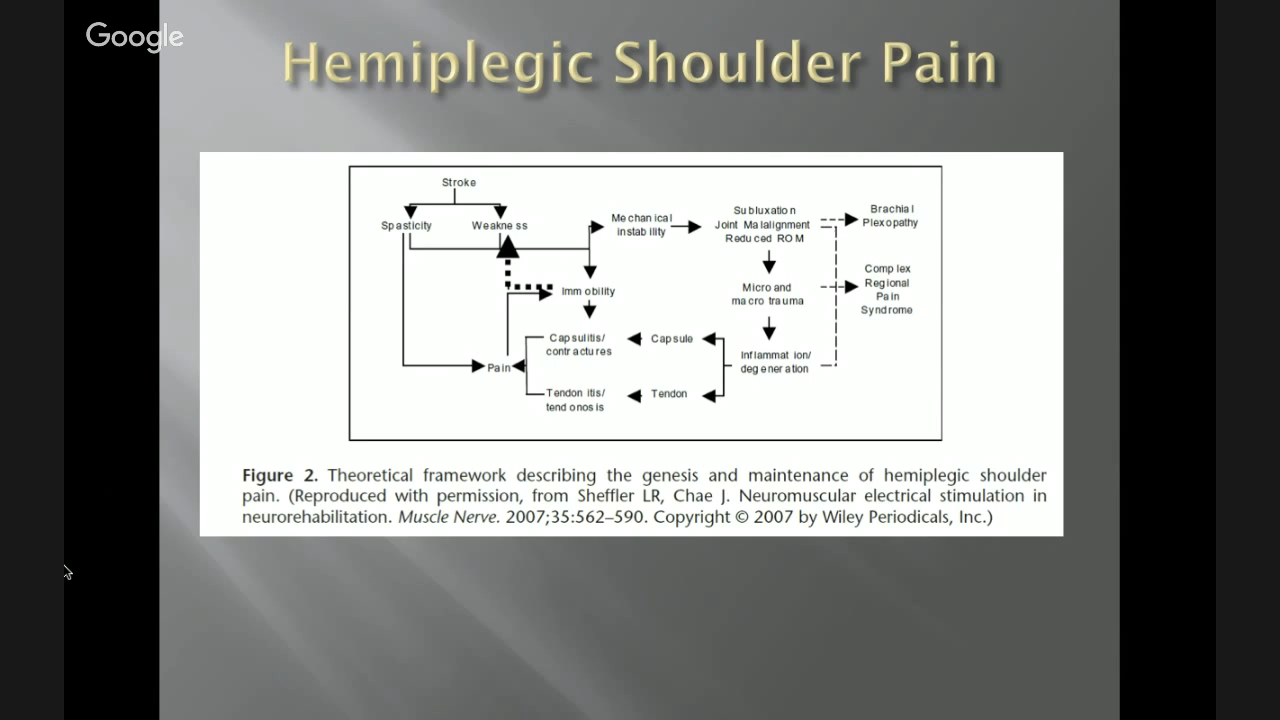 Google
Hemiplegic Shoulder Pain
Stroke
Spasticity
Weakness
Mechanical
instability
Subluxation
Joint Malalignment
Reduced ROM
Brachial
Plexopathy
Immobility
Micro and
macro trauma
Complex
Regional
Pain
Syndrome
Capsulitis/
contractures
Capsule
Inflammation/
degeneration
Pain
Tendonitis/
tendonosis
Tendon
Figure 2. Theoretical framework describing the genesis and maintenance of hemiplegic shoulder
pain. (Reproduced with permission, from Sheffler LR, Chae J. Neuromuscular electrical stimulation in
neurorehabilitation. Muscle Nerve. 2007;35:562–590. Copyright © 2007 by Wiley Periodicals, Inc.)